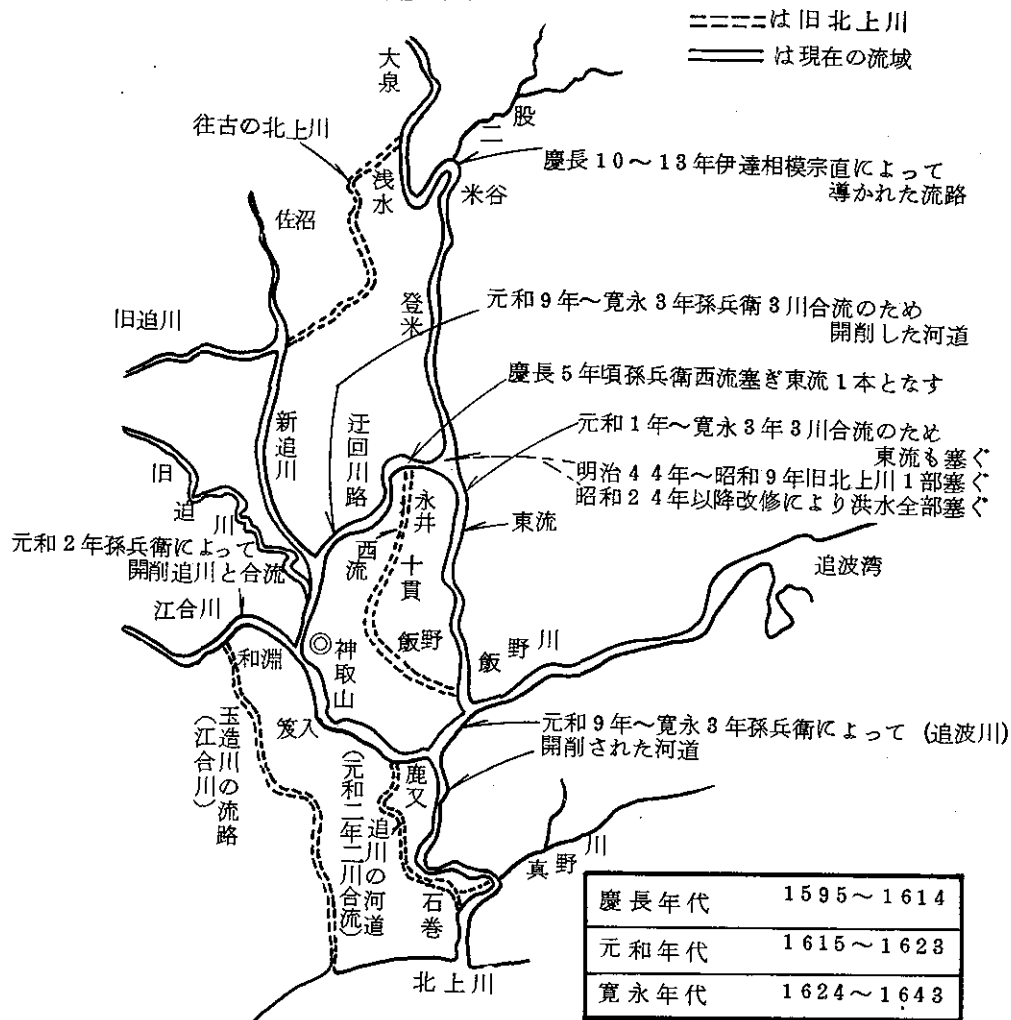 ====は旧北上川
══は現在の流域
大泉
二股
往古の北上川
浅水
米谷
慶長10～13年伊達相模宗直によって
導かれた流路
佐沼
登米
元和9年～寛永3年孫兵衛3川合流のため
開削した河道
旧迫川
慶長5年頃孫兵衛西流塞ぎ東流1本となす
新追川
迂回川路
元和1年～寛永3年3川合流のため
東流も塞ぐ
明治44年～昭和9年旧北上川1部塞ぐ
昭和24年以降改修により洪水全部塞ぐ
旧迫川
永井
西流
東流
十貫
追波湾
元和2年孫兵衛によって
開削追川と合流
江合川
和淵
神取山
飯野
飯野川
笈入
元和9年～寛永3年孫兵衛によって (追波川)
開削された河道
玉造川の流路
(江合川)
鹿又
追川の河道
(元和二年二川合流)
真野川
石巻
北上川
慶長年代 1595～1614
元和年代 1615～1623
寛永年代 1624～1643